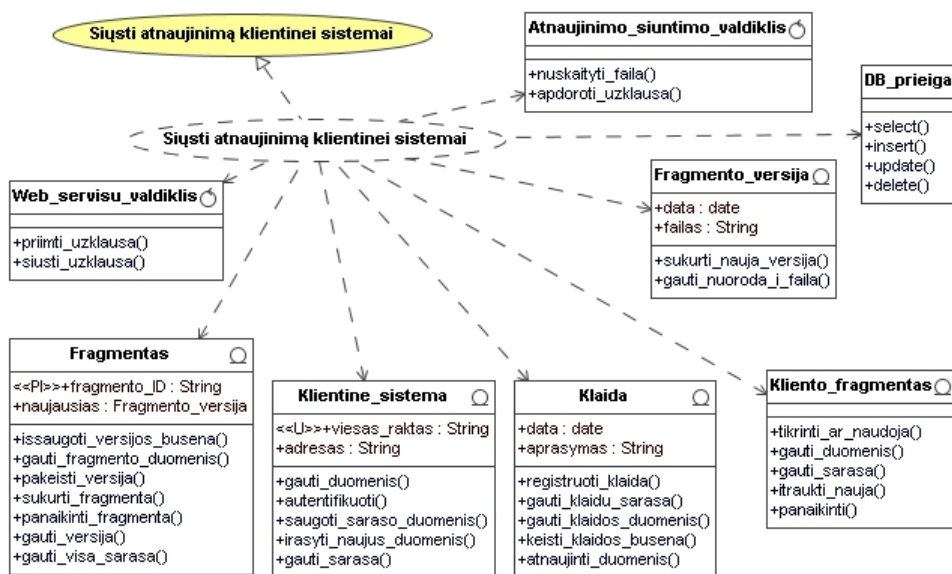 Siųsti atnaujinimą klientinei sistemai
Atnaujinimo_siuntimo_valdiklis
+nuskaityti_faila()
+apdoroti_uzklausa()
DB_prieiga
+select()
+insert()
+update()
+delete()
Siųsti atnaujinimą klientinei sistemai
Fragmento_versija
+data : date
+failas : String
+sukurti_nauja_versija()
+gauti_nuoroda_i_faila()
Web_servisu_valdiklis
+priimti_uzklausa()
+siusti_uzklausa()
Fragmentas
<<PI>>+fragmento_ID : String
+naujausias : Fragmento_versija
+issaugoti_versijos_busena()
+gauti_fragmento_duomenis()
+pakeisti_versija()
+sukurti_fragmenta()
+panaikinti_fragmenta()
+gauti_versija()
+gauti_visa_sarasa()
Klientine_sistema
<<U>>+viesas_raktas : String
+adresas : String
+gauti_duomenis()
+autentifikuoti()
+saugoti_saraso_duomenis()
+irasyti_naujus_duomenis()
+gauti_sarasa()
Klaida
+data : date
+aprasymas : String
+registruoti_klaida()
+gauti_klaidu_sarasa()
+gauti_klaidos_duomenis()
+keisti_klaidos_busena()
+atnaujinti_duomenis()
Kliento_fragmentas
+tikrinti_ar_naudoja()
+gauti_duomenis()
+gauti_sarasa()
+itraukti_nauja()
+panaikinti()